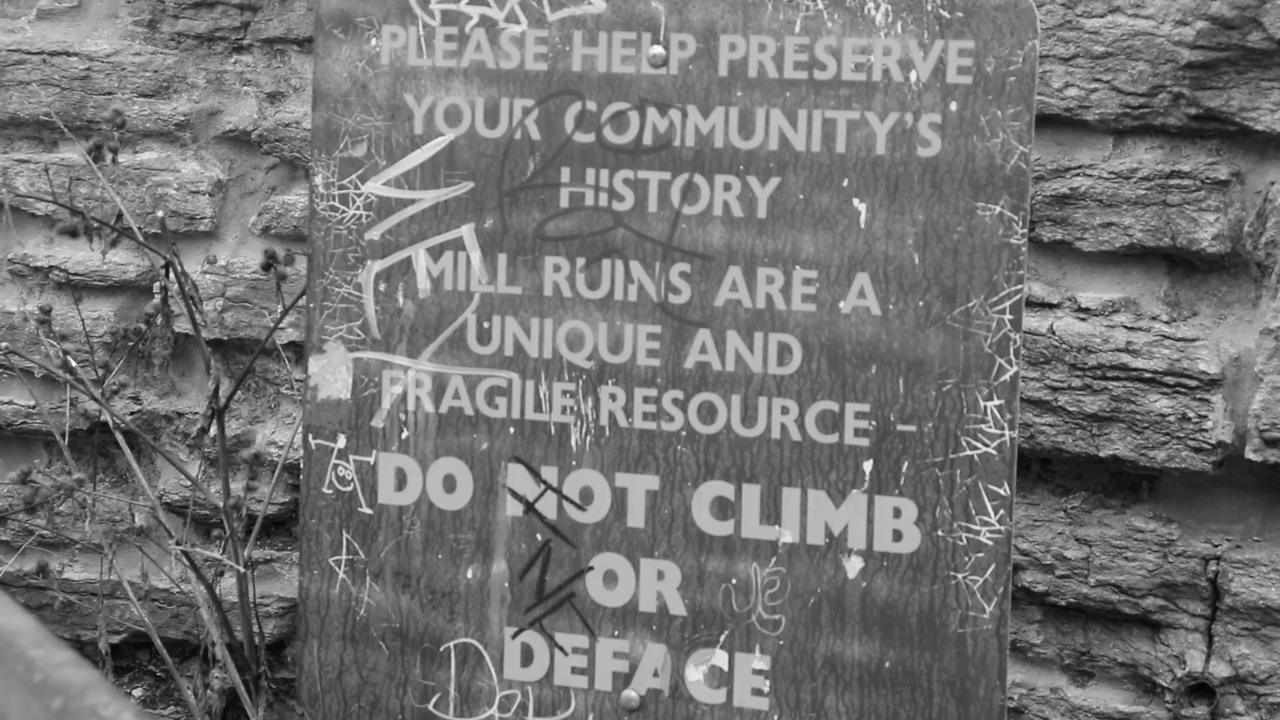 PLEASE HELP PRESERVE
YOUR COMMUNITY'S
HISTORY
MILL RUINS ARE A
UNIQUE AND
FRAGILE RESOURCE -
DO NOT CLIMB
OR
DEFACE